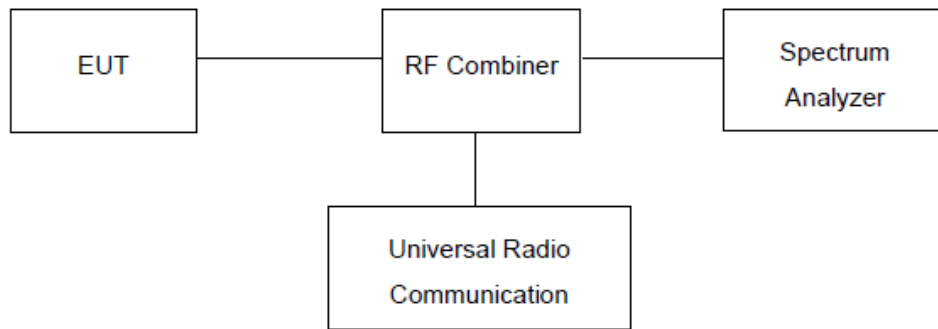 EUT
RF Combiner
Spectrum
Analyzer
Universal Radio
Communication